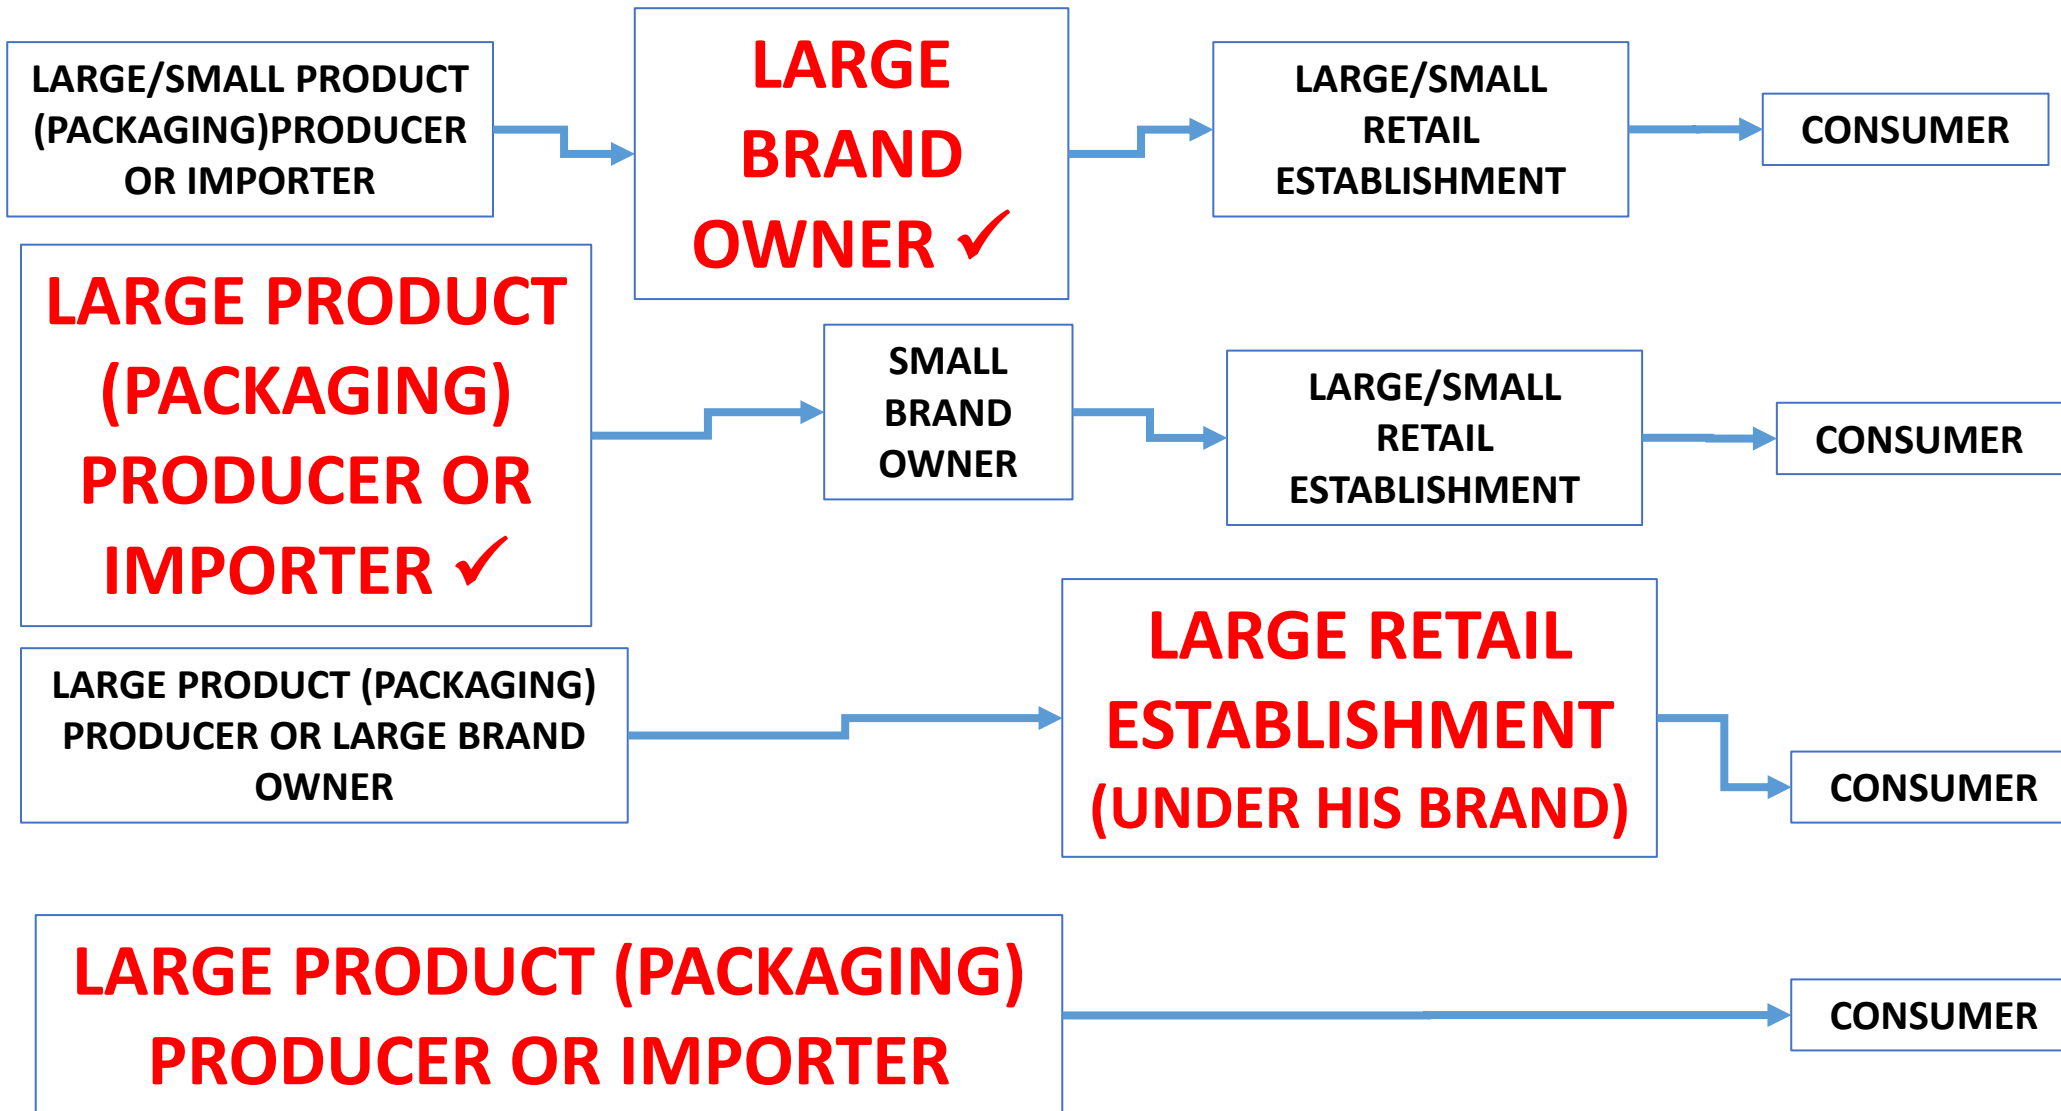 LARGE/SMALL PRODUCT
(PACKAGING)PRODUCER
OR IMPORTER
LARGE
BRAND
OWNER ✓
LARGE/SMALL
RETAIL
ESTABLISHMENT
CONSUMER
LARGE PRODUCT
(PACKAGING)
PRODUCER OR
IMPORTER ✓
SMALL
BRAND
OWNER
LARGE/SMALL
RETAIL
ESTABLISHMENT
CONSUMER
LARGE PRODUCT (PACKAGING)
PRODUCER OR LARGE BRAND
OWNER
LARGE RETAIL
ESTABLISHMENT
(UNDER HIS BRAND)
CONSUMER
LARGE PRODUCT (PACKAGING)
PRODUCER OR IMPORTER
CONSUMER